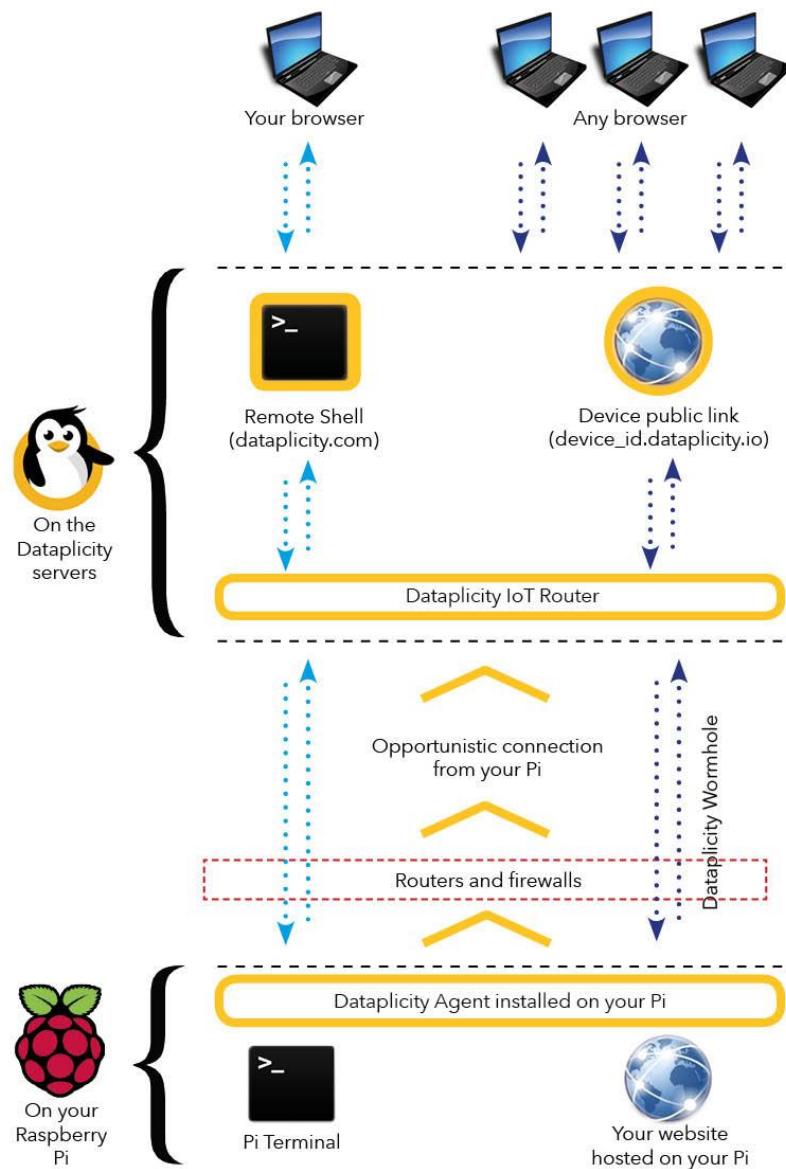 Your browser
Any browser
>_
Remote Shell
(dataplicity.com)
Device public link
(device_id.dataplicity.io)
On the
Dataplicity
servers
Dataplicity IoT Router
Opportunistic connection
from your Pi
Dataplicity Wormhole
Routers and firewalls
Dataplicity Agent installed on your Pi
>_
On your
Raspberry
Pi
Pi Terminal
Your website
hosted on your Pi